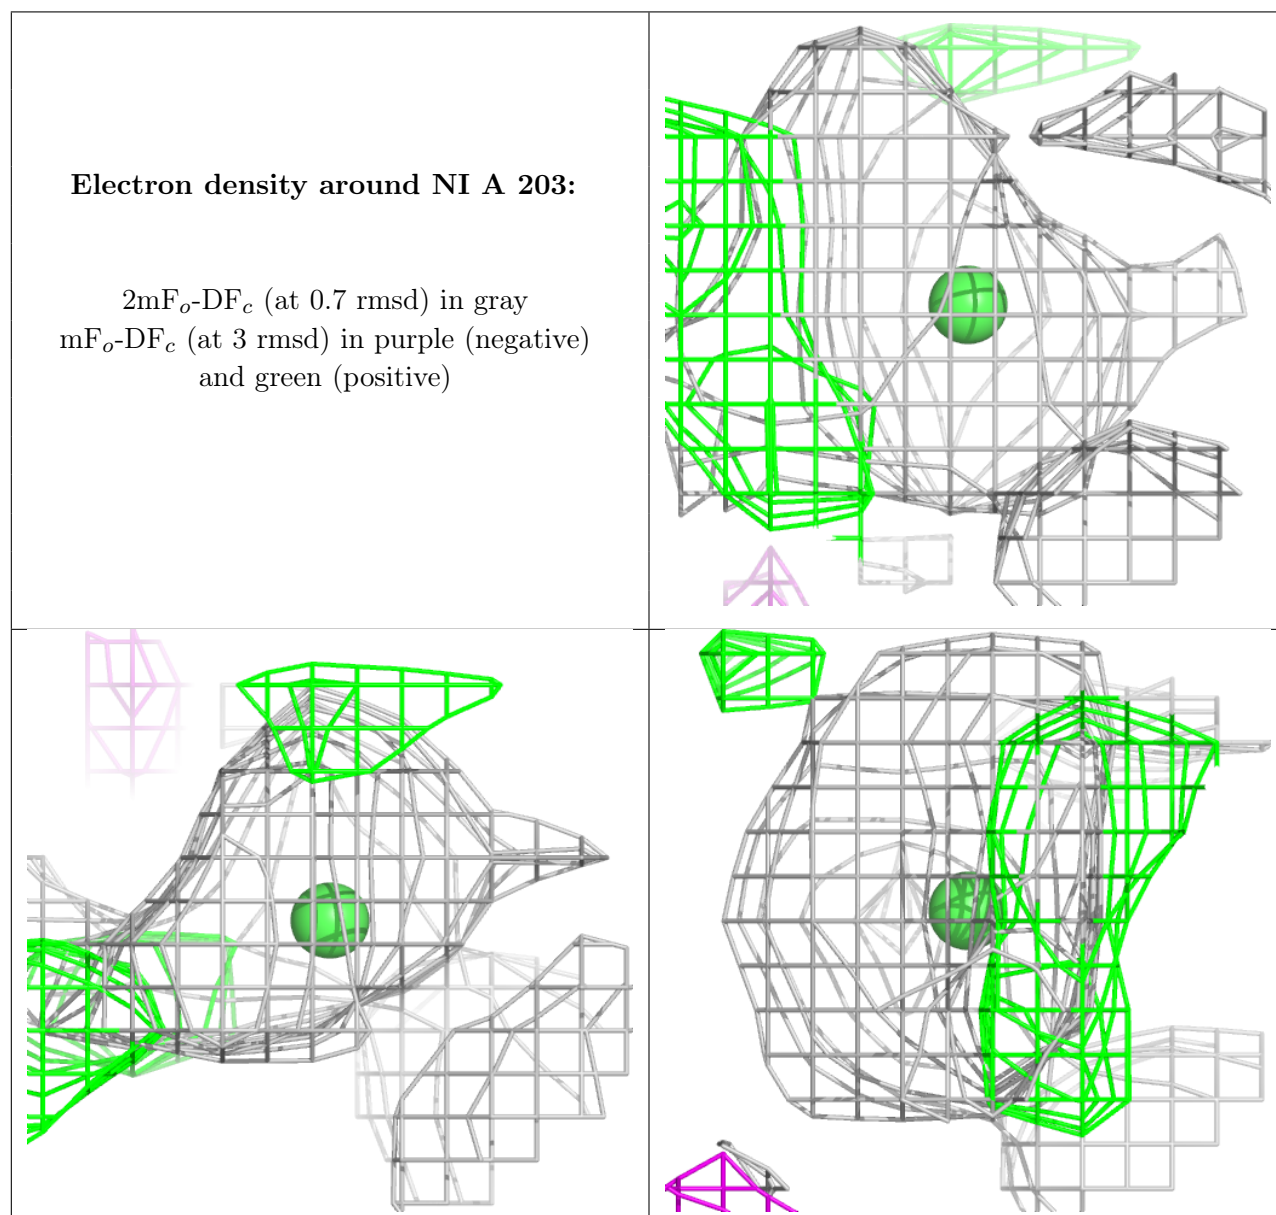 Electron density around NI A 203:
2mFo-DFc (at 0.7 rmsd) in gray
mFo-DFc (at 3 rmsd) in purple (negative)
and green (positive)